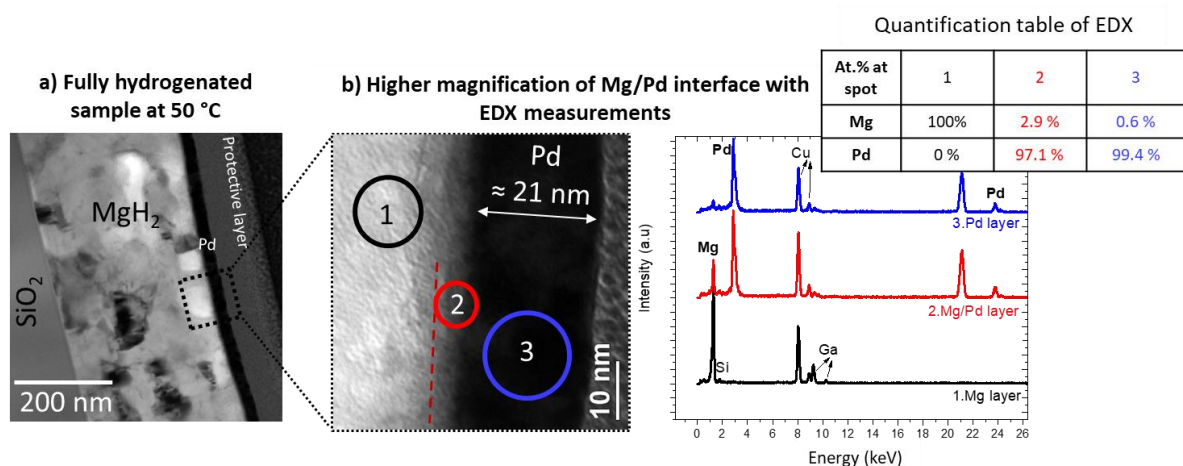 Quantification table of EDX
At.% at spot 1 2 3
Mg 100% 2.9 % 0.6 %
Pd 0 % 97.1 % 99.4 %
a) Fully hydrogenated
sample at 50 °C
SiO2
MgH2
Pd
Protective layer
200 nm
b) Higher magnification of Mg/Pd interface with
EDX measurements
Pd
≈ 21 nm
1
2
3
10 nm
Pd
Cu
Pd
3.Pd layer
Mg
2.Mg/Pd layer
Si
Ga
1.Mg layer
Intensity (a.u)
0 2 4 6 8 10 12 14 16 18 20 22 24 26
Energy (keV)